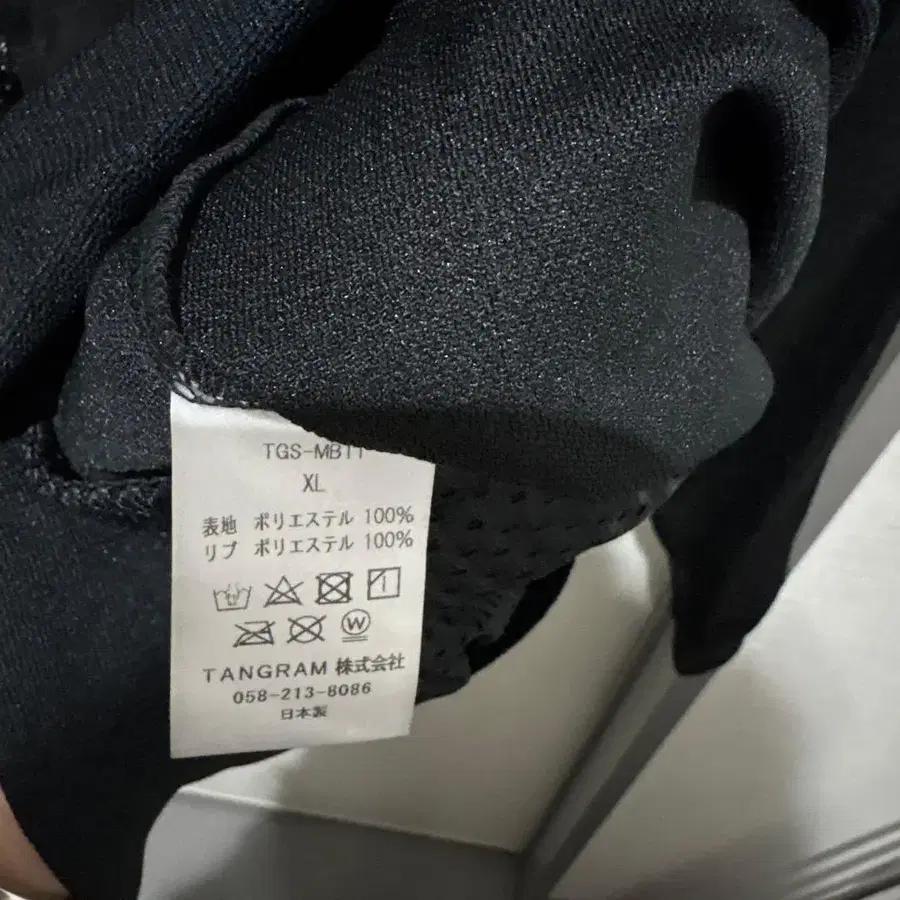 TGS-MB11
XL
表地 ポリエステル 100%
リブ ポリエステル 100%
W
TANGRAM 株式会社
058-213-8086
日本製